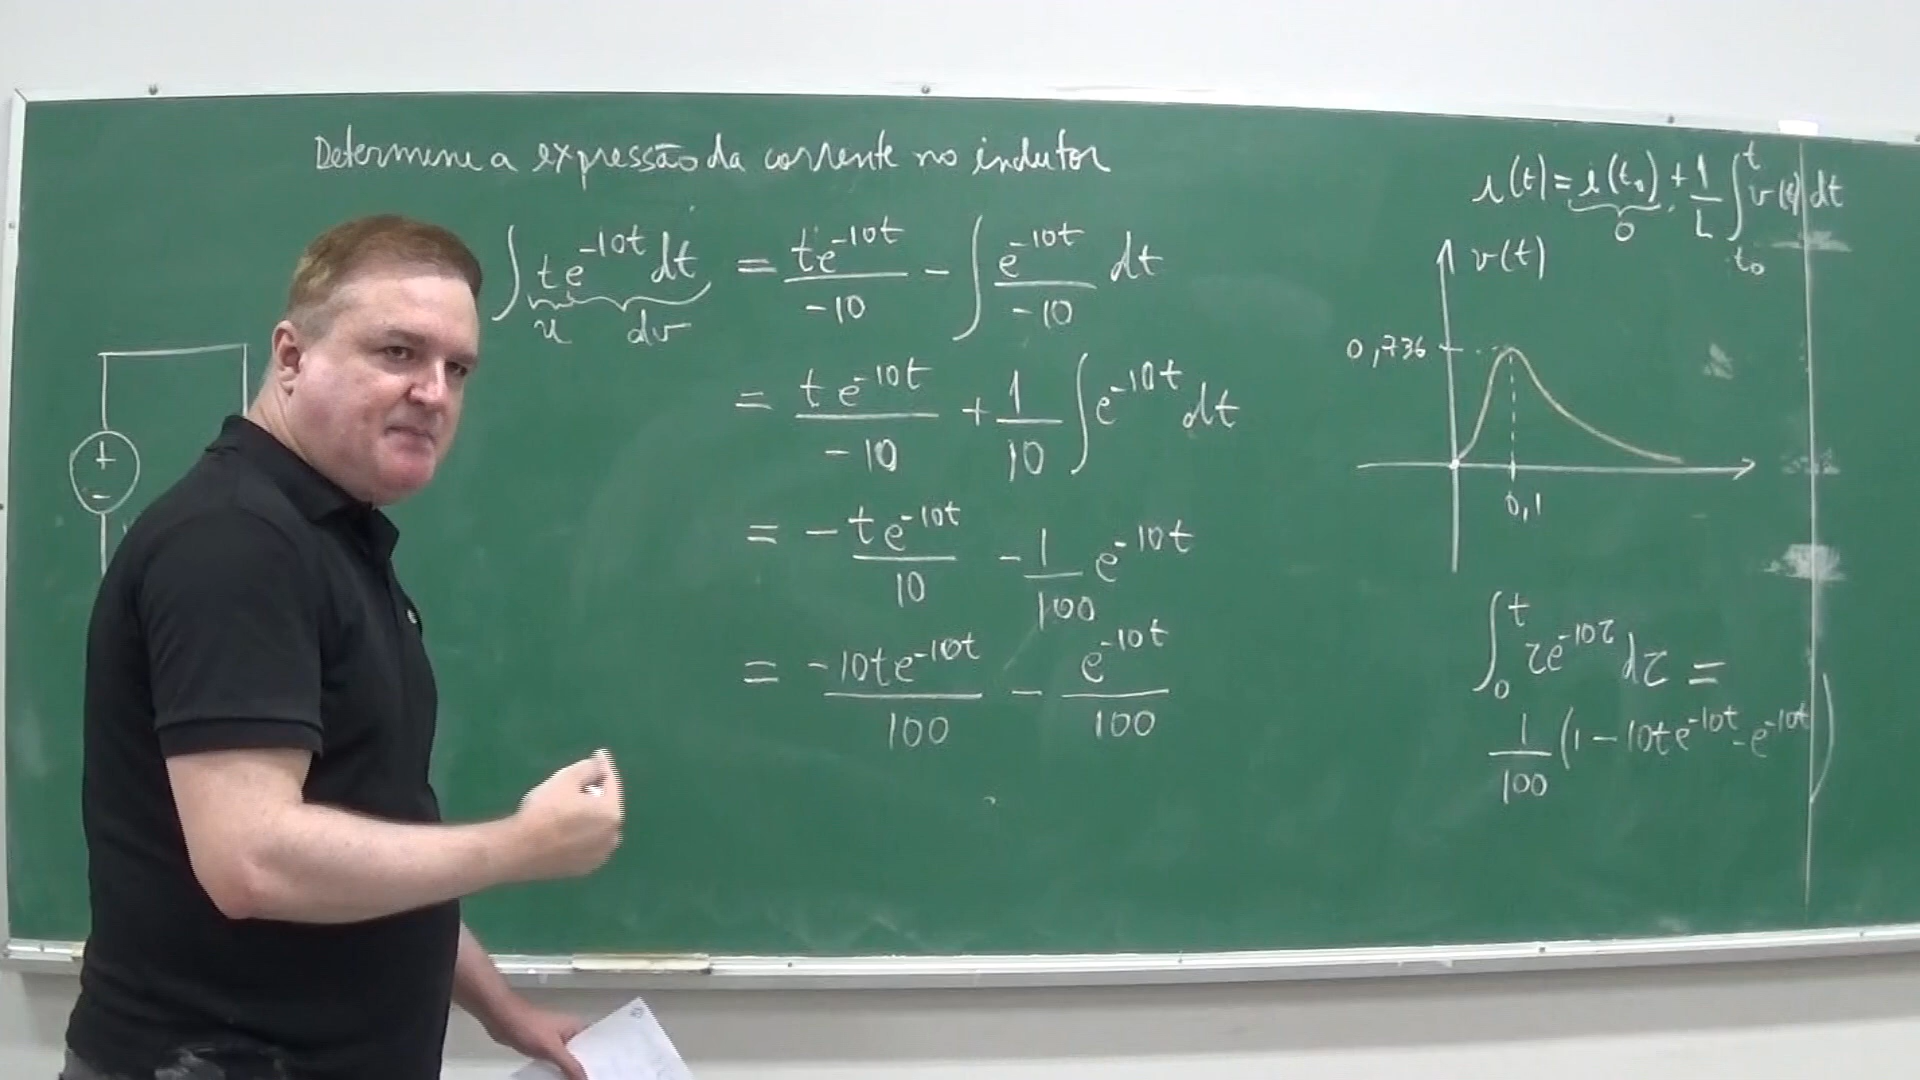 Determine a expressão da corrente no indutor
∫ te^{-10t} dt = te^{-10t}/-10 - ∫ e^{-10t}/-10 dt
u dv
= te^{-10t}/-10 + 1/10 ∫ e^{-10t} dt
= - te^{-10t}/10 - 1/100 e^{-10t}
= -10te^{-10t}/100 - e^{-10t}/100
+
-
i(t) = i(t₀) + 1/L ∫_{t₀}^{t} v(t) dt
0
v(t)
0,736
0,1
∫_0^t τe^{-10τ} dτ =
1/100 (1 - 10te^{-10t} - e^{-10t})